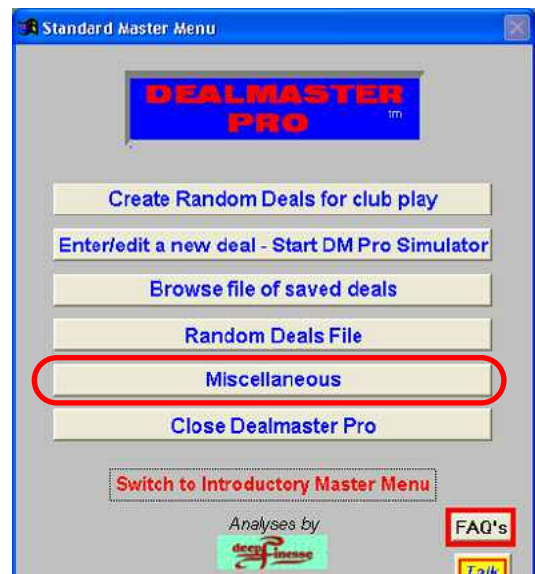 Standard Master Menu
DEALMASTER
PRO
tm
Create Random Deals for club play
Enter/edit a new deal - Start DM Pro Simulator
Browse file of saved deals
Random Deals File
Miscellaneous
Close Dealmaster Pro
Switch to Introductory Master Menu
Analyses by
FAQ's
deep Finesse
Talk